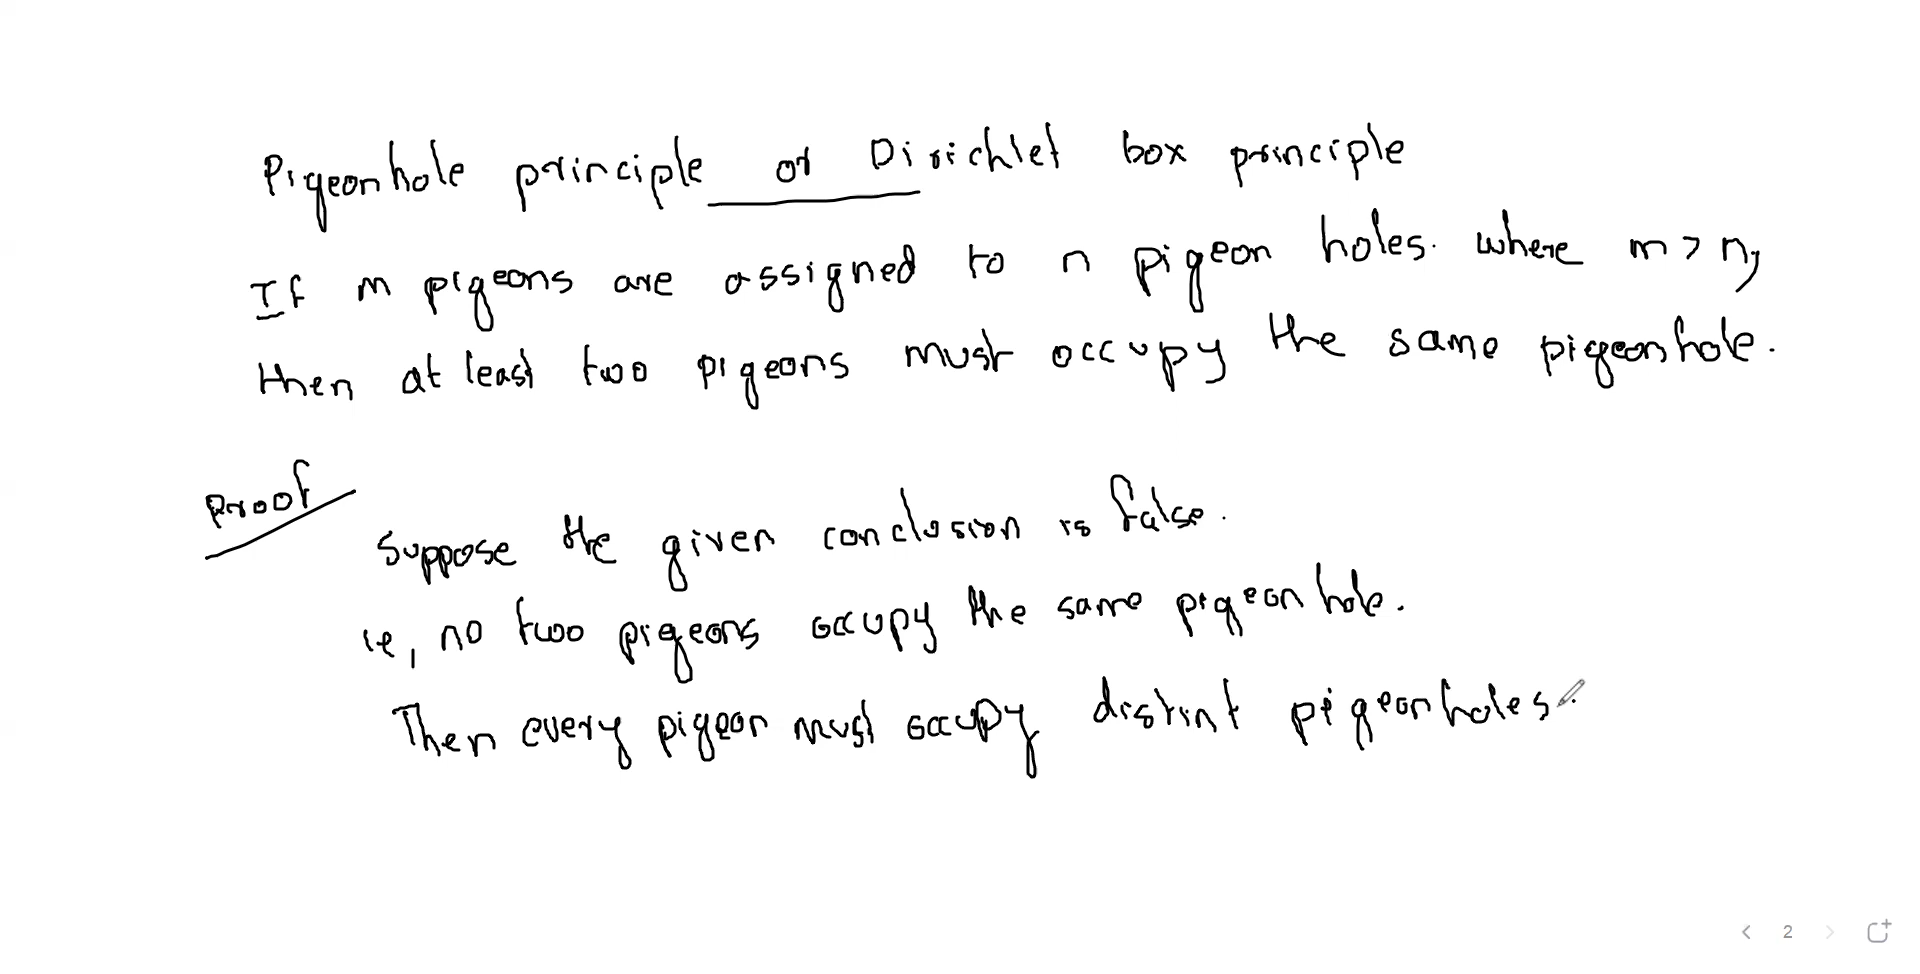 Pigeonhole principle or Dirichlet box principle
If m pigeons are assigned to n pigeon holes. where m > n,
then at least two pigeons must occupy the same pigeonhole.
Proof
Suppose the given conclusion is false.
ie, no two pigeons occupy the same pigeonhole.
Then every pigeon must occupy distint pigeonholes.
2